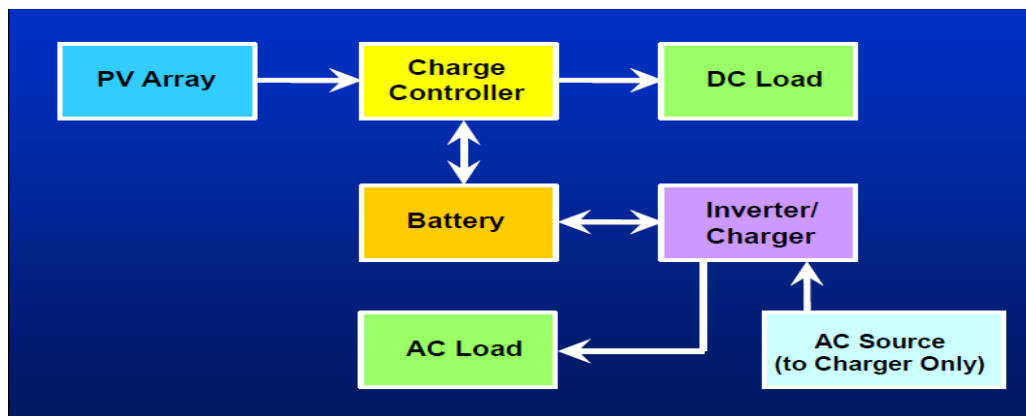 PV Array
Charge
Controller
DC Load
Battery
Inverter/
Charger
AC Load
AC Source
(to Charger Only)